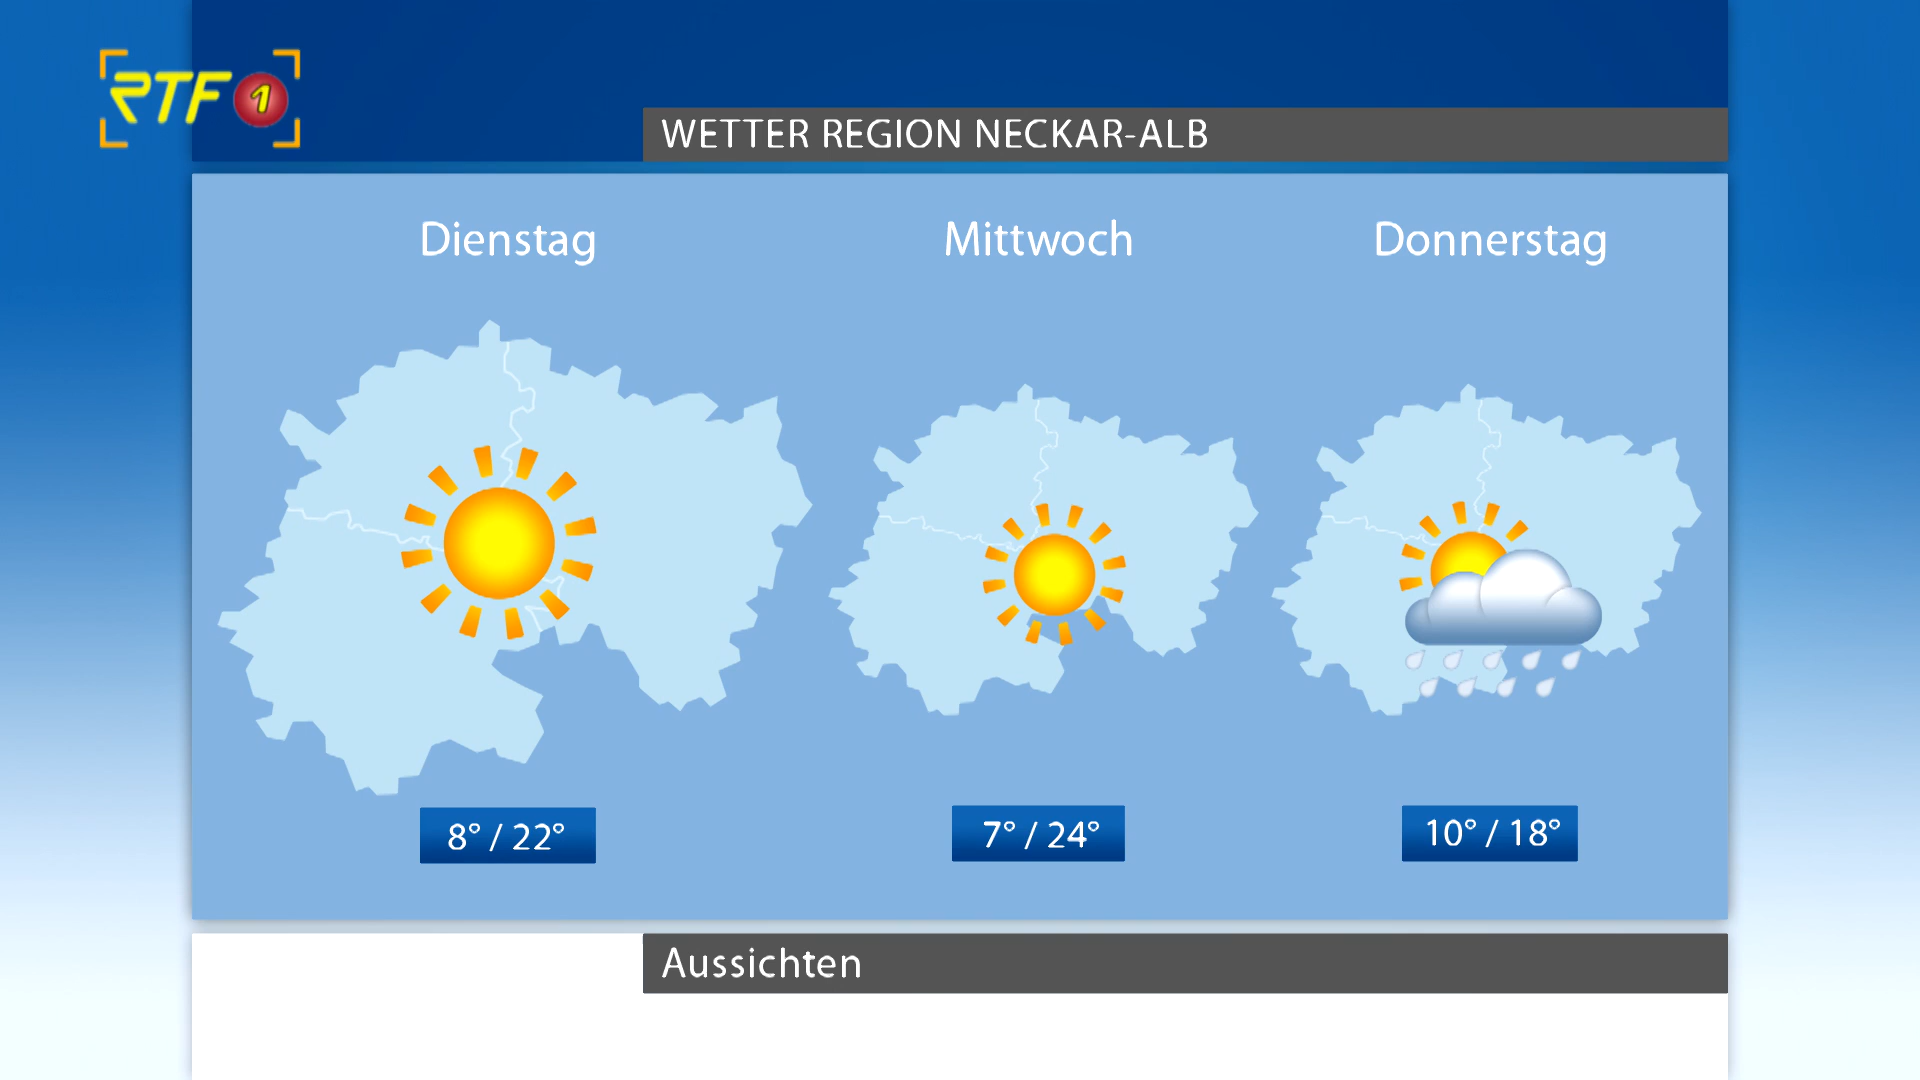 RTF 1
WETTER REGION NECKAR-ALB
Dienstag
Mittwoch
Donnerstag
8° / 22°
7° / 24°
10° / 18°
Aussichten